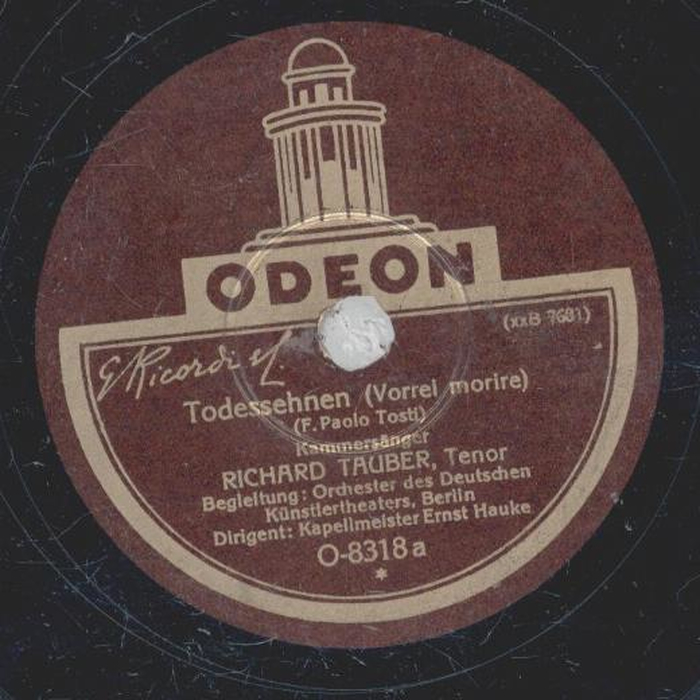 ODEON
(xxB 7681)
G Ricordi
Todessehnen (Vorrei morire)
(F. Paolo Tosti)
Kammersänger
RICHARD TAUBER, Tenor
Begleitung: Orchester des Deutschen
Künstlertheaters, Berlin
Dirigent: Kapellmeister Ernst Hauke
O-8318a
*